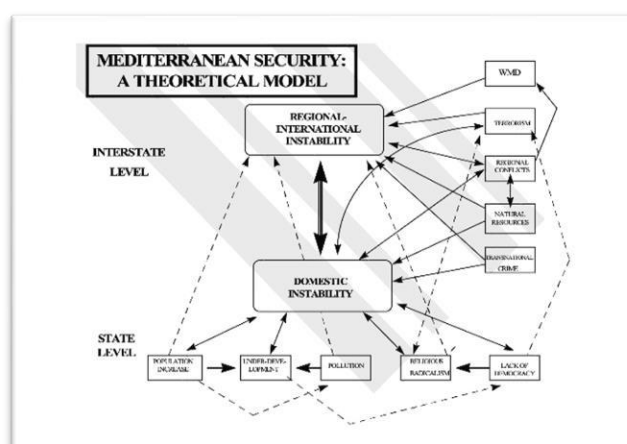 MEDITERRANEAN SECURITY:
A THEORETICAL MODEL
WMD
REGIONAL-
INTERNATIONAL
INSTABILITY
TERRORISM
INTERSTATE
LEVEL
REGIONAL
CONFLICTS
NATURAL
RESOURCES
TRANSNATIONAL
CRIME
DOMESTIC
INSTABILITY
STATE
LEVEL
POPULATION
INCREASE
UNDER-DEVE-
LOPMENT
POLLUTION
RELIGIOUS
RADICALISM
LACK OF
DEMOCRACY